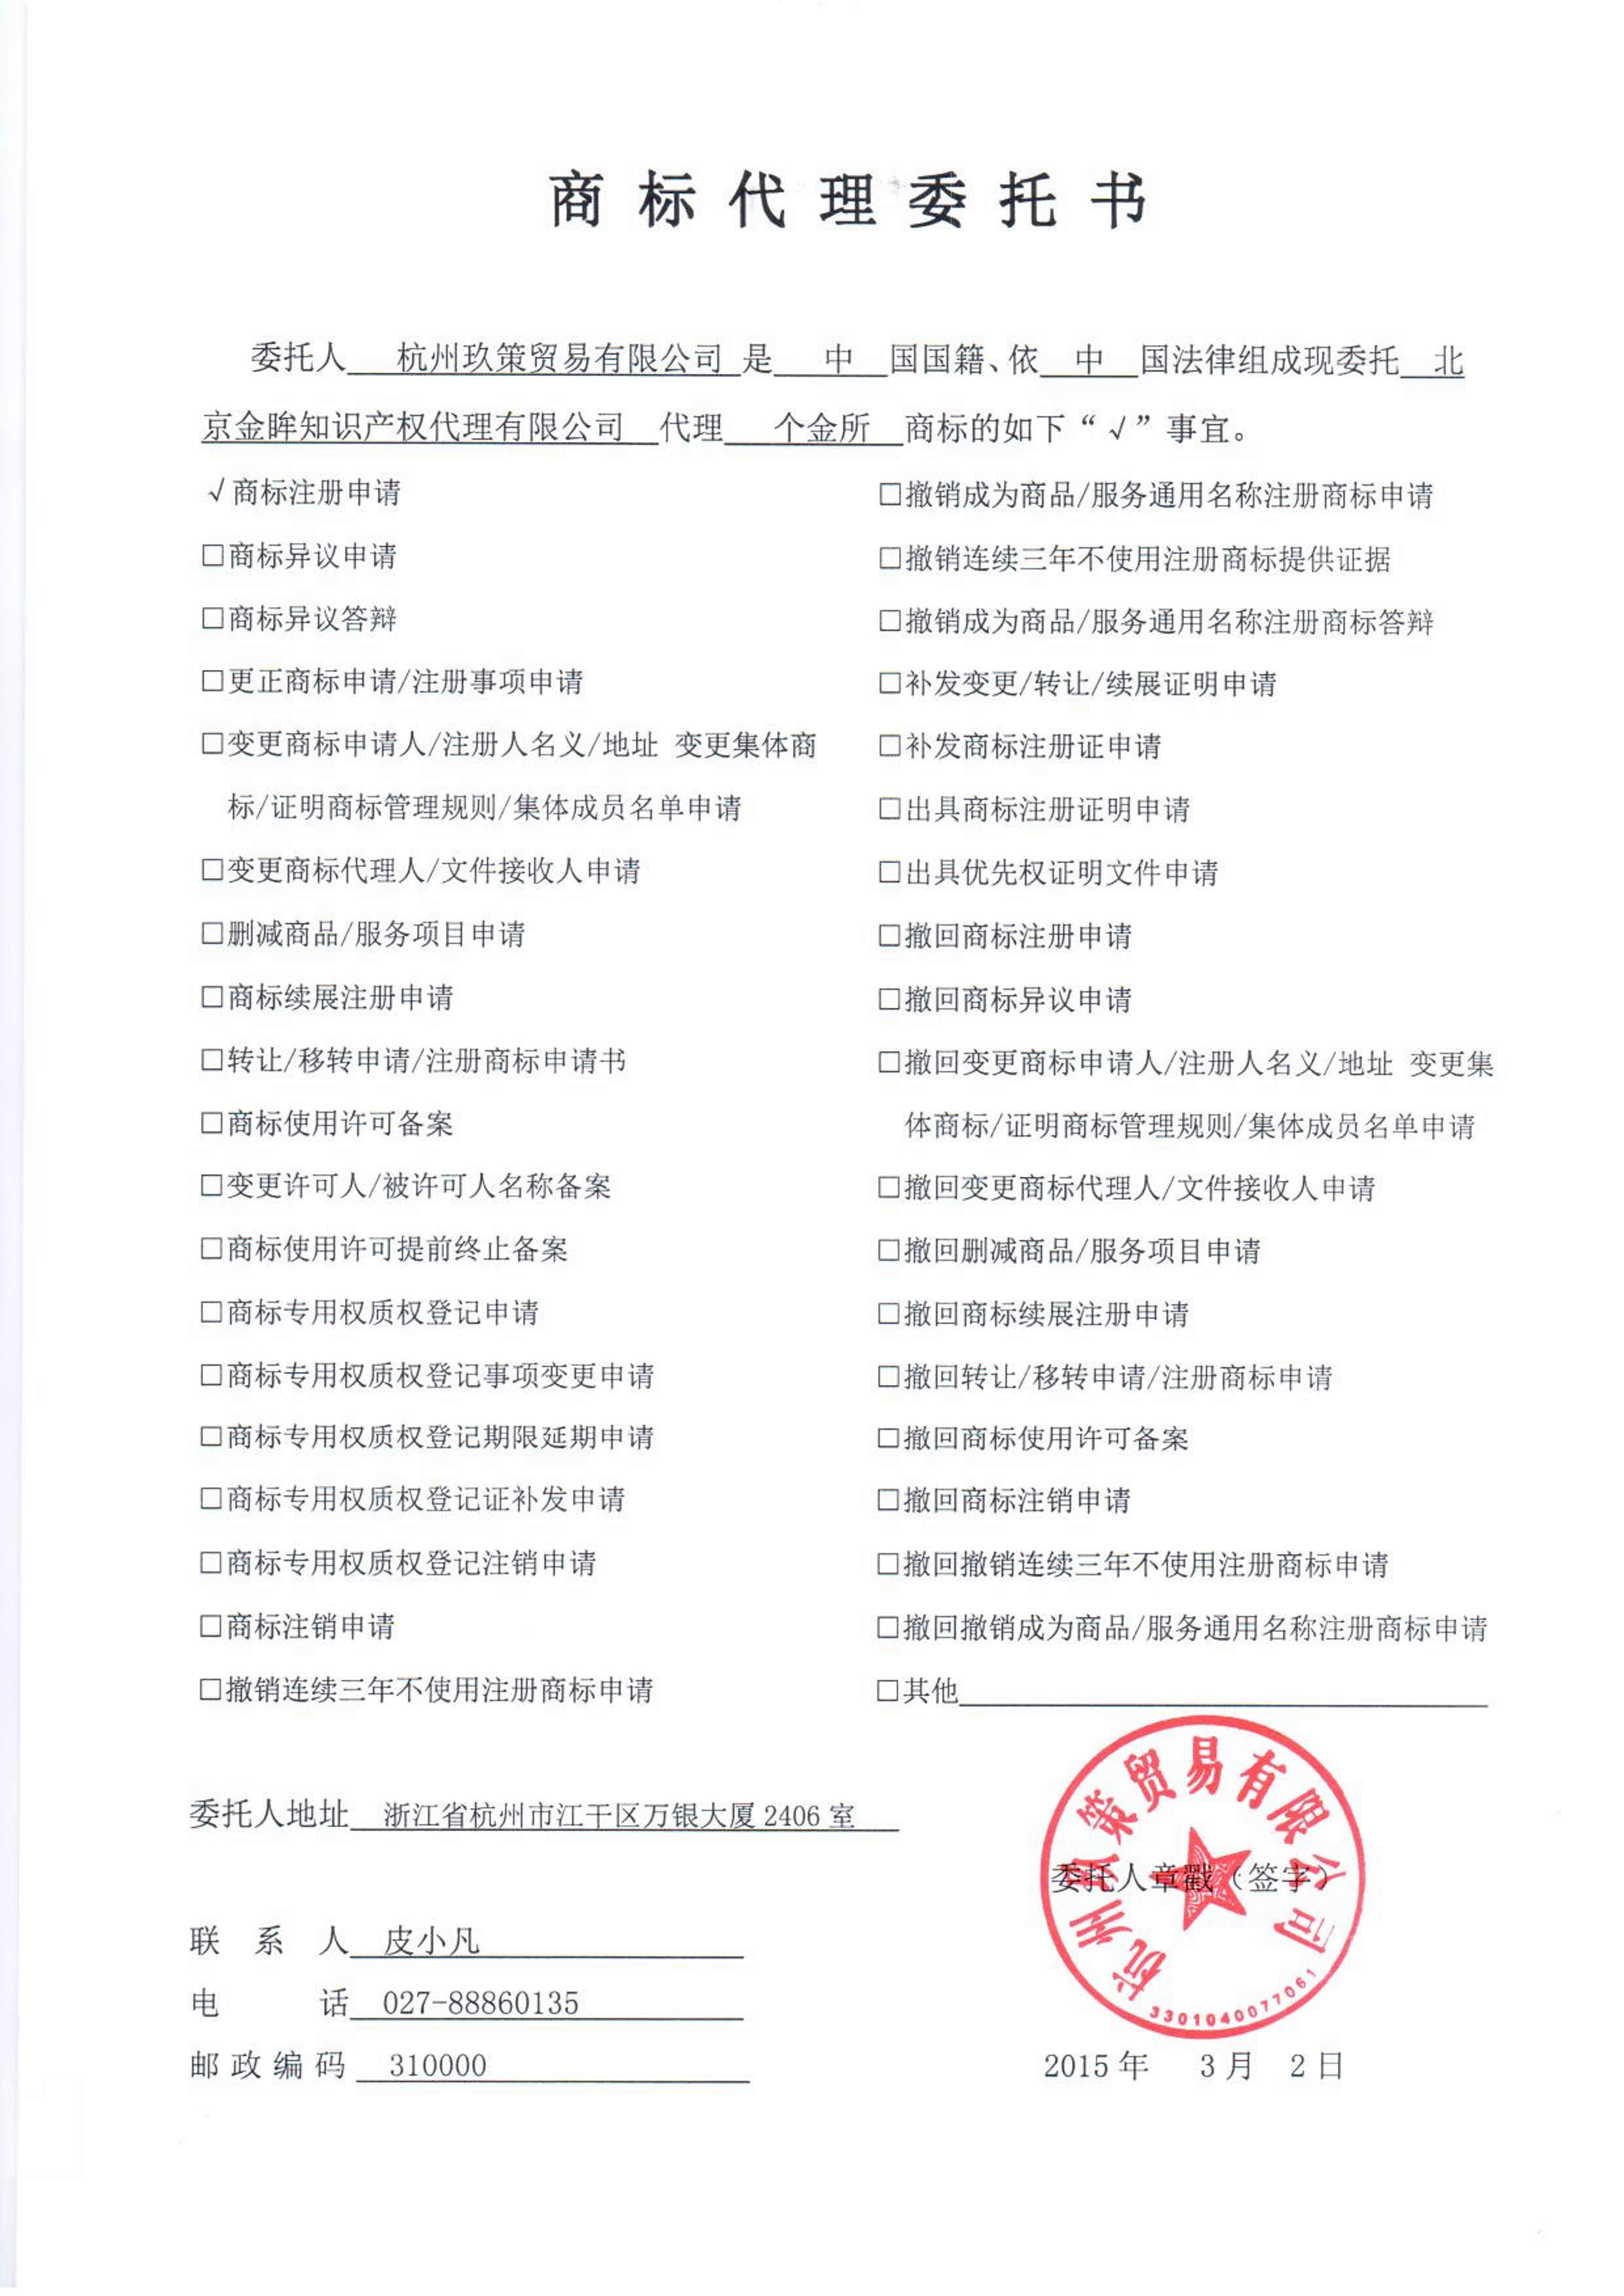 商标代理委托书
委托人 杭州玖策贸易有限公司 是 中 国国籍、依 中 国法律组成现委托 北
京金眸知识产权代理有限公司 代理 个金所 商标的如下“√”事宜。
√商标注册申请
□商标异议申请
□商标异议答辩
□更正商标申请/注册事项申请
□变更商标申请人/注册人名义/地址 变更集体商
标/证明商标管理规则/集体成员名单申请
□变更商标代理人/文件接收人申请
□删减商品/服务项目申请
□商标续展注册申请
□转让/移转申请/注册商标申请书
□商标使用许可备案
□变更许可人/被许可人名称备案
□商标使用许可提前终止备案
□商标专用权质权登记申请
□商标专用权质权登记事项变更申请
□商标专用权质权登记期限延期申请
□商标专用权质权登记证补发申请
□商标专用权质权登记注销申请
□商标注销申请
□撤销连续三年不使用注册商标申请
□撤销成为商品/服务通用名称注册商标申请
□撤销连续三年不使用注册商标提供证据
□撤销成为商品/服务通用名称注册商标答辩
□补发变更/转让/续展证明申请
□补发商标注册证申请
□出具商标注册证明申请
□出具优先权证明文件申请
□撤回商标注册申请
□撤回商标异议申请
□撤回变更商标申请人/注册人名义/地址 变更集
体商标/证明商标管理规则/集体成员名单申请
□撤回变更商标代理人/文件接收人申请
□撤回删减商品/服务项目申请
□撤回商标续展注册申请
□撤回转让/移转申请/注册商标申请
□撤回商标使用许可备案
□撤回商标注销申请
□撤回撤销连续三年不使用注册商标申请
□撤回撤销成为商品/服务通用名称注册商标申请
□其他
委托人地址 浙江省杭州市江干区万银大厦2406室
联系人 皮小凡
电话 027-88860135
邮政编码 310000
杭州玖策贸易有限公司
委托人章戳（签字）
3301040077061
2015年 3月 2日